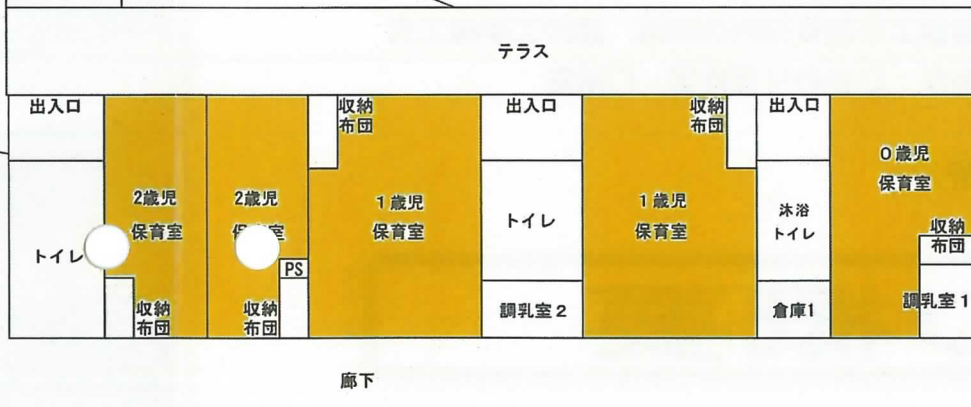 テラス
出入口
収納
布団
出入口
収納
布団
出入口
0歳児
保育室
2歳児
保育室
2歳児
室
1歳児
保育室
トイレ
1歳児
保育室
沐浴
トイレ
収納
布団
トイレ
PS
収納
布団
収納
布団
調乳室2
倉庫1
調乳室1
廊下